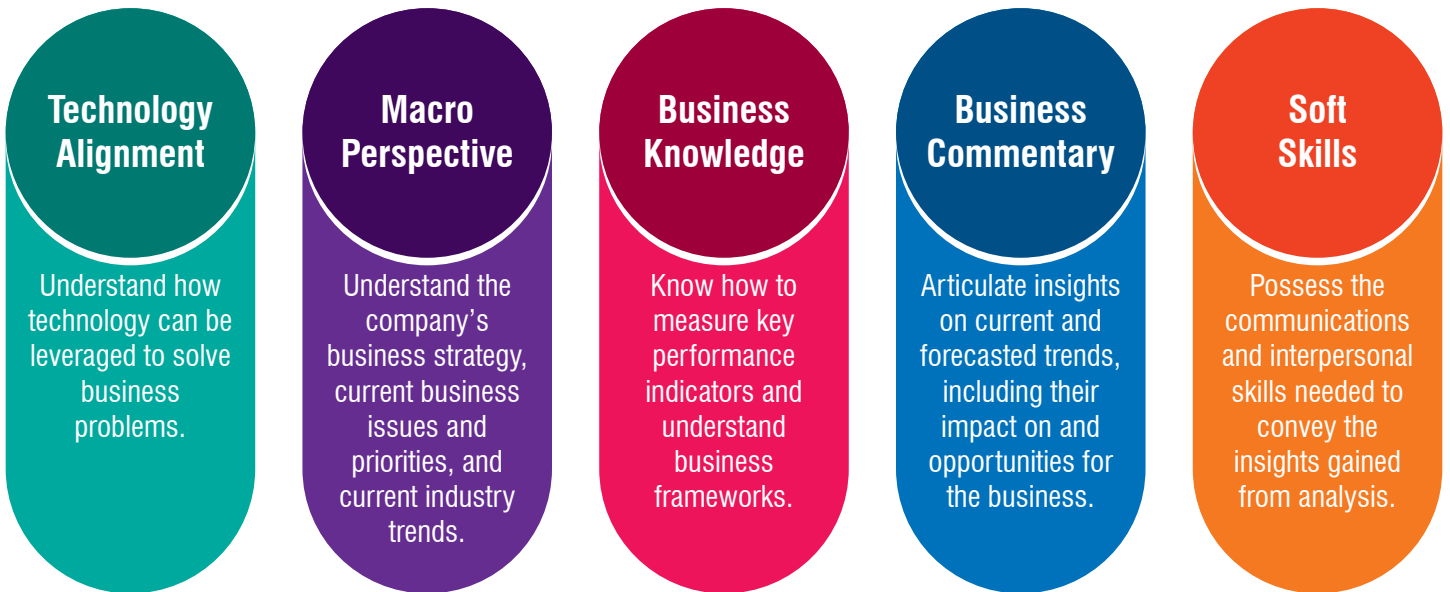 Technology
Alignment
Understand how
technology can be
leveraged to solve
business
problems.
Macro
Perspective
Understand the
company’s
business strategy,
current business
issues and
priorities, and
current industry
trends.
Business
Knowledge
Know how to
measure key
performance
indicators and
understand
business
frameworks.
Business
Commentary
Articulate insights
on current and
forecasted trends,
including their
impact on and
opportunities for
the business.
Soft
Skills
Possess the
communications
and interpersonal
skills needed to
convey the
insights gained
from analysis.